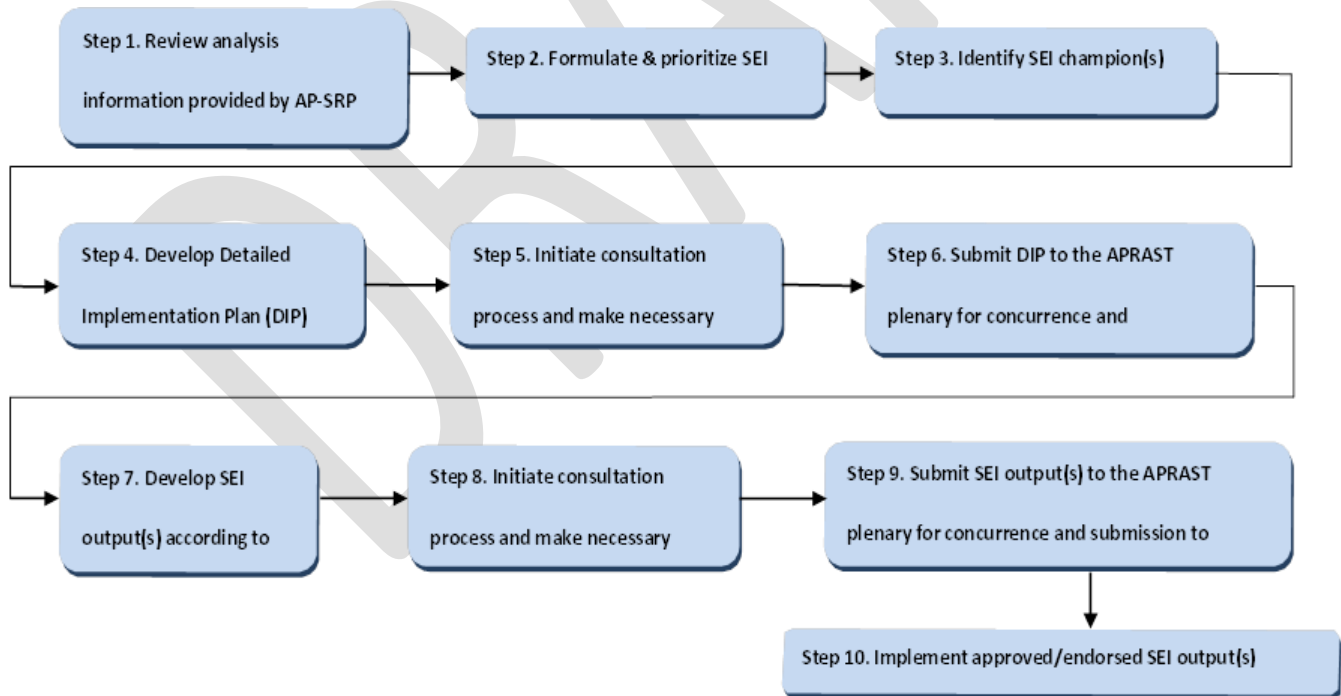 Step 1. Review analysis
information provided by AP-SRP
Step 2. Formulate & prioritize SEI
Step 3. Identify SEI champion(s)
Step 4. Develop Detailed
Implementation Plan (DIP)
Step 5. Initiate consultation
process and make necessary
Step 6. Submit DIP to the APRAST
plenary for concurrence and
Step 7. Develop SEI
output(s) according to
Step 8. Initiate consultation
process and make necessary
Step 9. Submit SEI output(s) to the APRAST
plenary for concurrence and submission to
Step 10. Implement approved/endorsed SEI output(s)